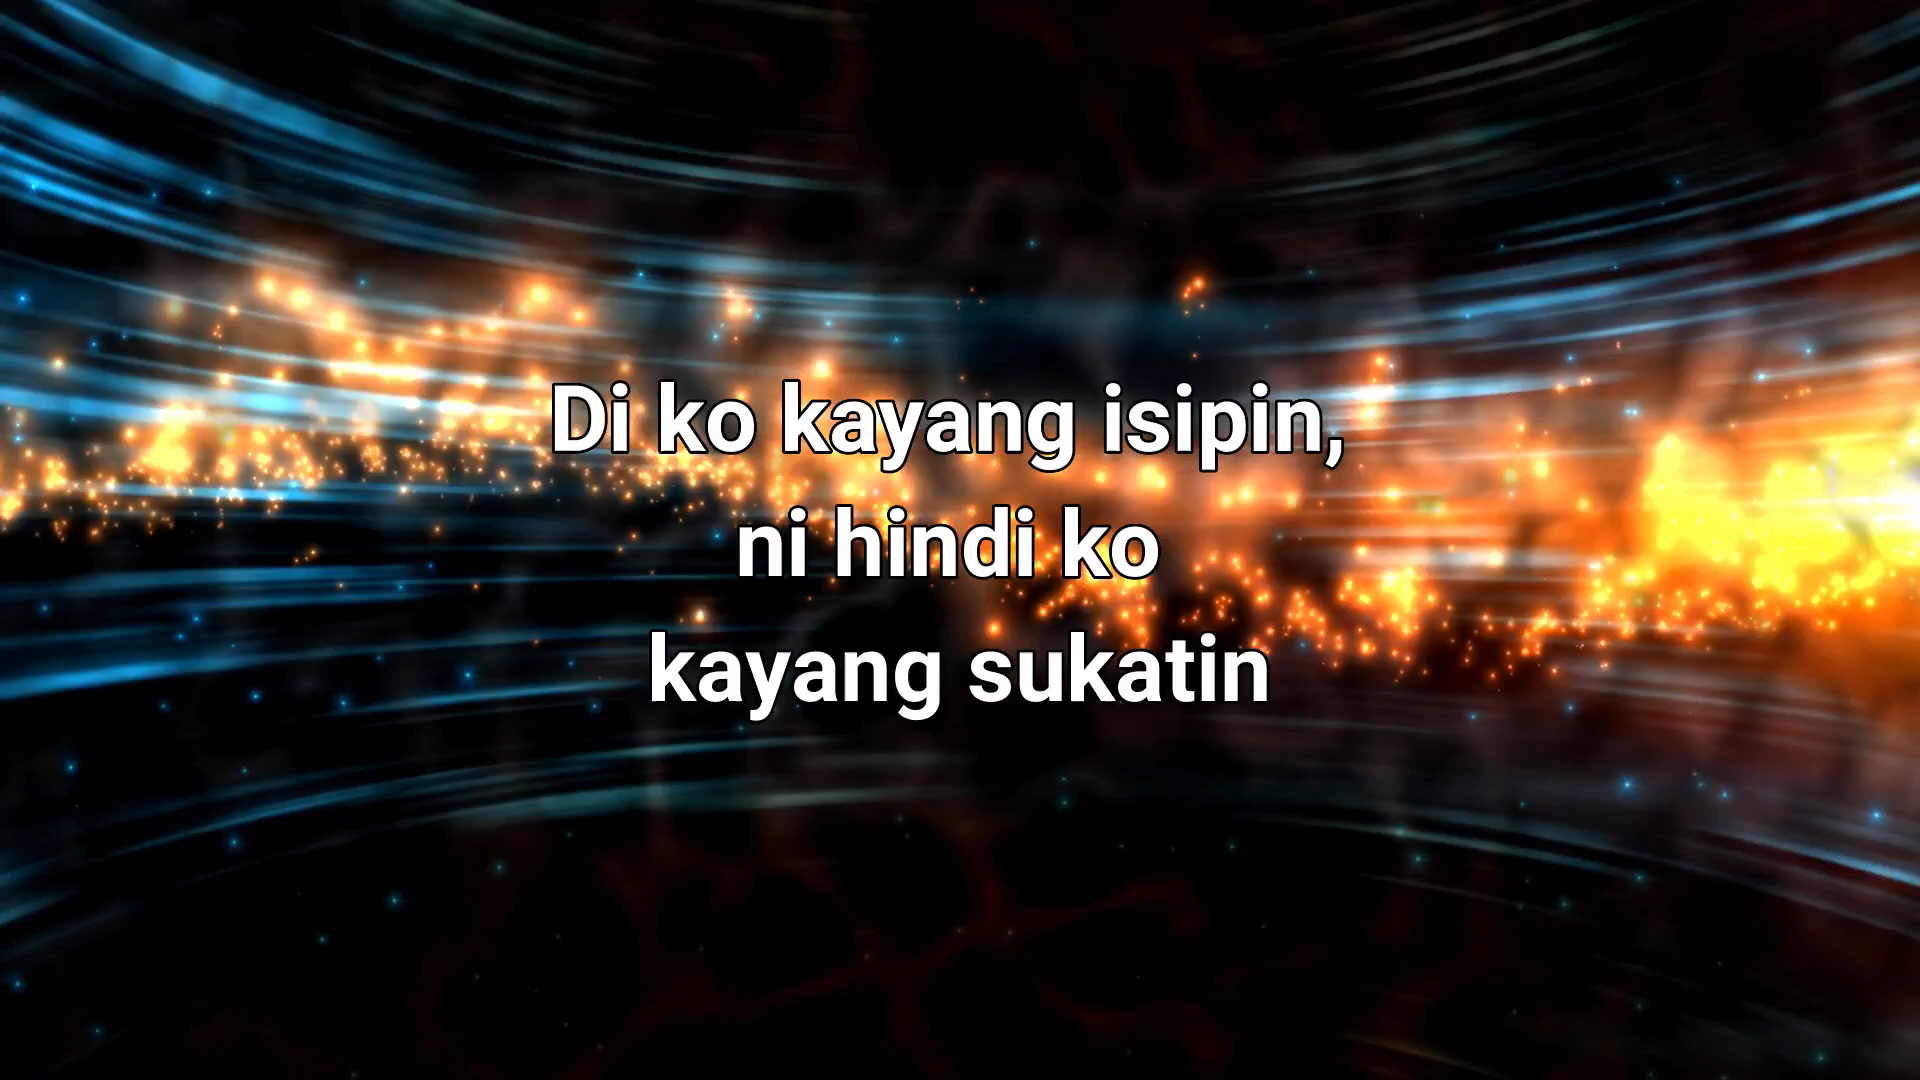 Di ko kayang isipin,
ni hindi ko
kayang sukatin